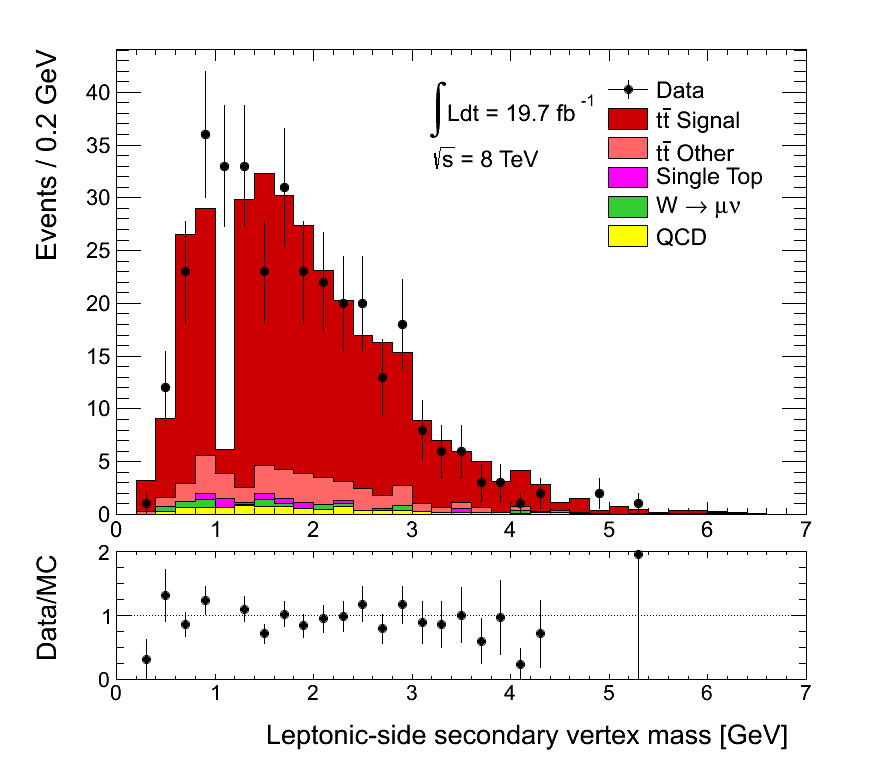 Events / 0.2 GeV
40
35
30
25
20
15
10
5
0
∫Ldt = 19.7 fb⁻¹
√s = 8 TeV
Data
tt̄ Signal
tt̄ Other
Single Top
W → μν
QCD
0 1 2 3 4 5 6 7
Data/MC
2
1
0
0 1 2 3 4 5 6 7
Leptonic-side secondary vertex mass [GeV]